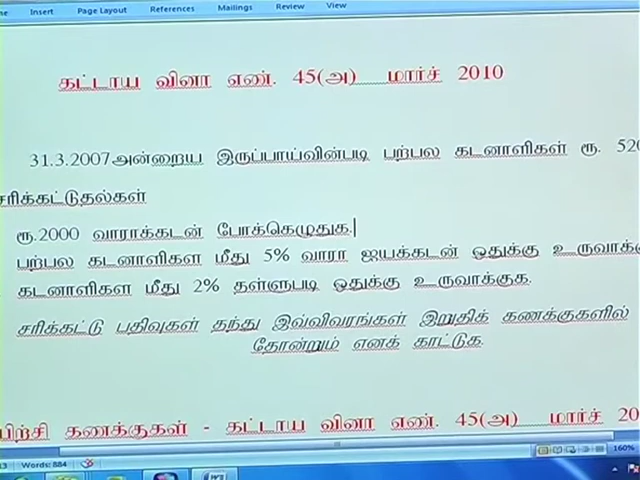 Insert Page Layout References Mailings Review View
கட்டாய வினா எண். 45(அ) மார்ச் 2010
31.3.2007அன்றைய இருப்பாய்வின்படி பற்பல கடனாளிகள் ரூ. 520
சரிக்கட்டுதல்கள்
ரூ.2000 வாராக்கடன் போக்கெழுதுக.
பற்பல கடனாளிகள மீது 5% வாரா ஐயக்கடன் ஒதுக்கு உருவாக்கு
கடனாளிகள மீது 2% தள்ளுபடி ஒதுக்கு உருவாக்குக.
சரிக்கட்டு பதிவுகள் தந்து இவ்விவரங்கள் இறுதிக் கணக்குகளில்
தோன்றும் எனக் காட்டுக.
யிற்சி கணக்குகள் - கட்டாய வினா எண். 45(அ) மார்ச் 20
Words: 884 160%